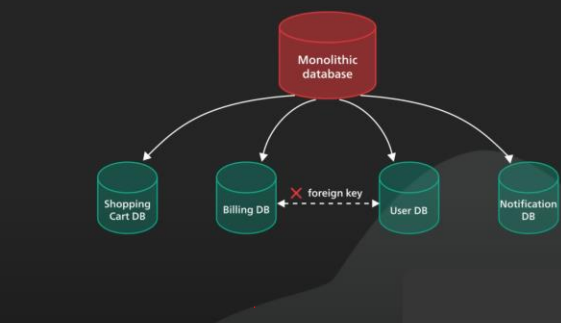 Monolithic
database
foreign key
Shopping
Cart DB
Billing DB
User DB
Notification
DB